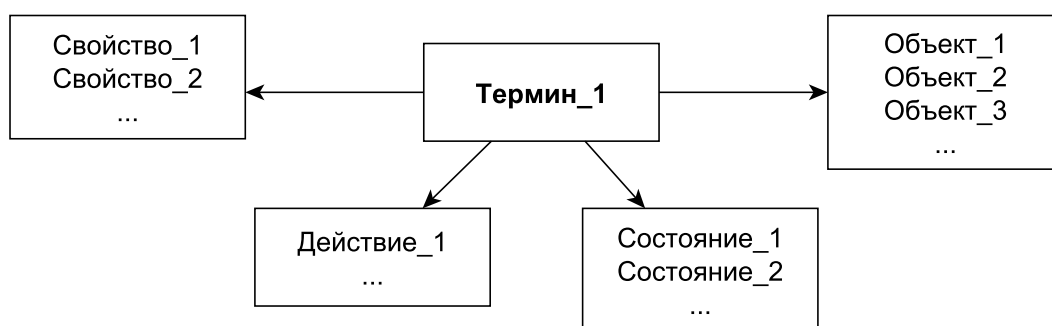 Свойство_1
Свойство_2
...
Термин_1
Объект_1
Объект_2
Объект_3
...
Действие_1
...
Состояние_1
Состояние_2
...